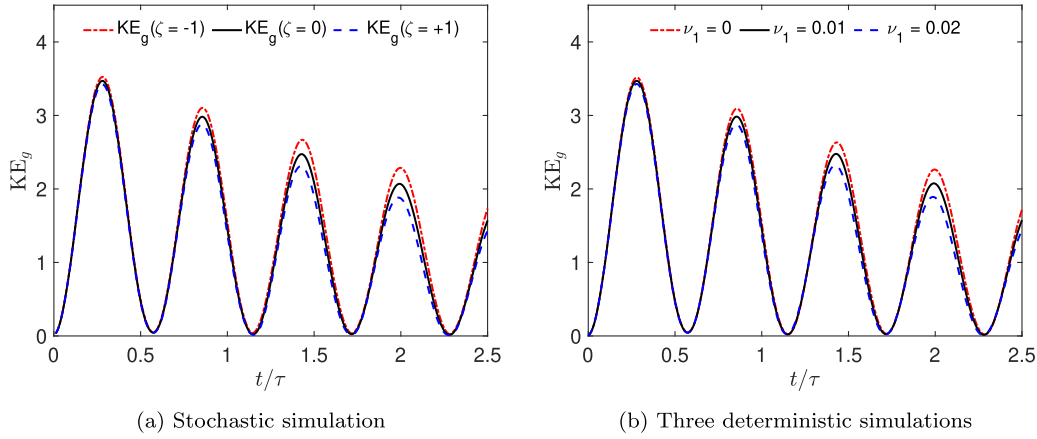 KE_g(ζ = -1) KE_g(ζ = 0) KE_g(ζ = +1)
4
3
2
1
0
KE_g
0 0.5 1 1.5 2 2.5
t/τ
(a) Stochastic simulation
ν_1 = 0 ν_1 = 0.01 ν_1 = 0.02
4
3
2
1
0
KE_g
0 0.5 1 1.5 2 2.5
t/τ
(b) Three deterministic simulations